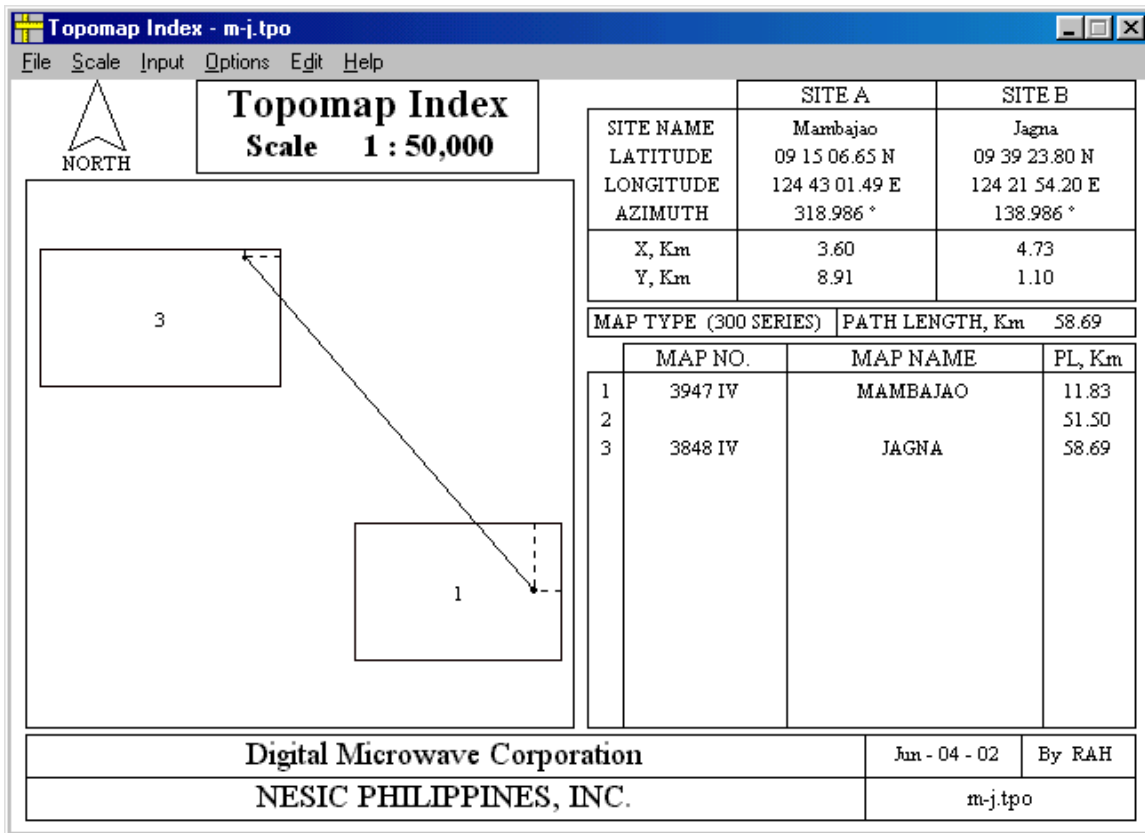 Topomap Index - m-j.tpo
File Scale Input Options Edit Help
NORTH
Topomap Index
Scale 1 : 50,000
3
1
SITE A SITE B
SITE NAME Mambajao Jagna
LATITUDE 09 15 06.65 N 09 39 23.80 N
LONGITUDE 124 43 01.49 E 124 21 54.20 E
AZIMUTH 318.986 ° 138.986 °
X, Km 3.60 4.73
Y, Km 8.91 1.10
MAP TYPE (300 SERIES) PATH LENGTH, Km 58.69
MAP NO. MAP NAME PL, Km
1 3947 IV MAMBAJAO 11.83
2 51.50
3 3848 IV JAGNA 58.69
Digital Microwave Corporation Jun - 04 - 02 By RAH
NESIC PHILIPPINES, INC. m-j.tpo